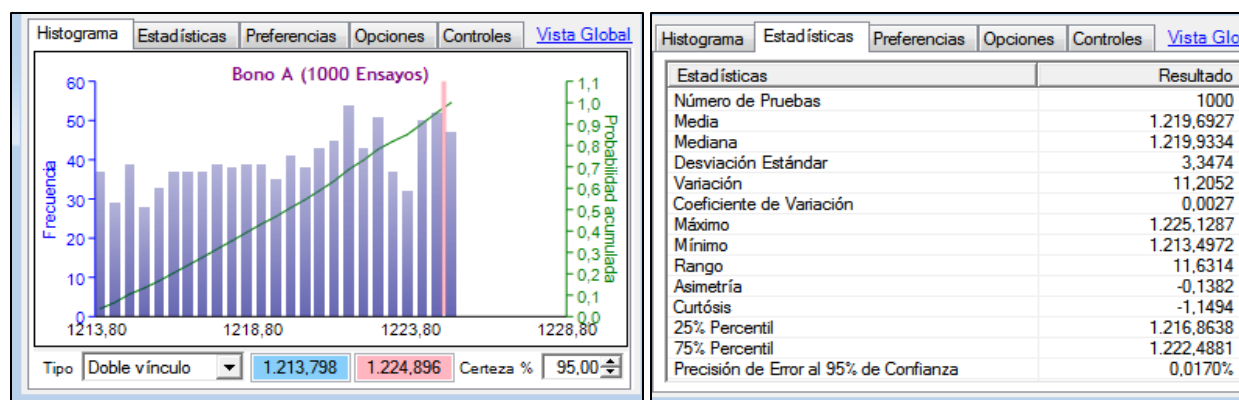 Histograma Estadísticas Preferencias Opciones Controles Vista Global
Bono A (1000 Ensayos)
Frecuencia
60
50
40
30
20
10
0
1213,80 1218,80 1223,80 1228,80
1,1
1,0
0,9
0,8
0,7
0,6
0,5
0,4
0,3
0,2
0,1
0,0
Probabilidad acumulada
Tipo Doble vínculo 1.213,798 1.224,896 Certeza % 95,00
Histograma Estadísticas Preferencias Opciones Controles Vista Glo
Estadísticas Resultado
Número de Pruebas 1000
Media 1.219,6927
Mediana 1.219,9334
Desviación Estándar 3,3474
Variación 11,2052
Coeficiente de Variación 0,0027
Máximo 1.225,1287
Mínimo 1.213,4972
Rango 11,6314
Asimetría -0,1382
Curtósis -1,1494
25% Percentil 1.216,8638
75% Percentil 1.222,4881
Precisión de Error al 95% de Confianza 0,0170%